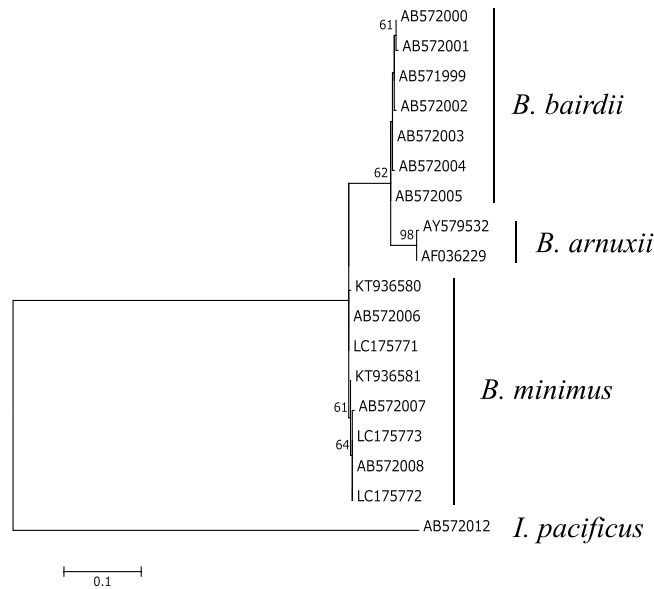 AB572000
61
AB572001
AB571999
AB572002
B. bairdii
AB572003
AB572004
62
AB572005
AY579532
98
B. arnuxii
AF036229
KT936580
AB572006
LC175771
KT936581
B. minimus
61
AB572007
LC175773
64
AB572008
LC175772
AB572012
I. pacificus
0.1